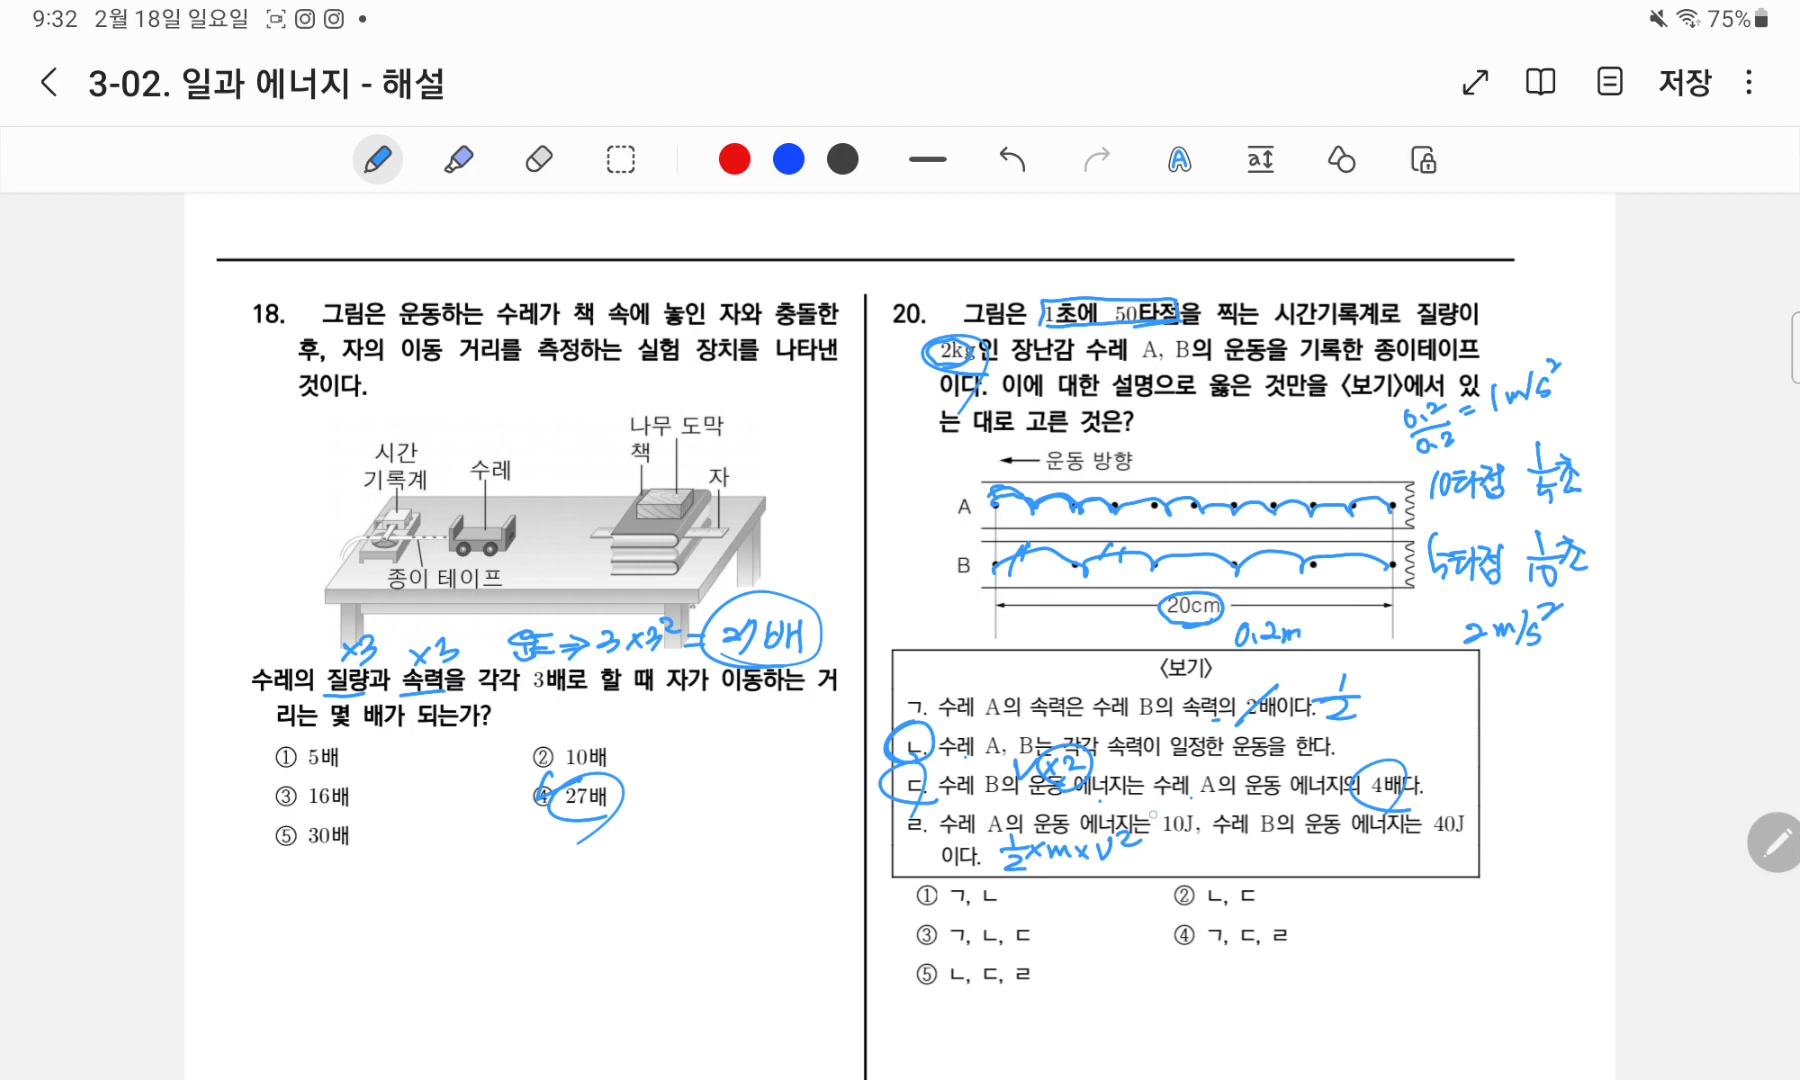 9:32 2월 18일 일요일
75%
3-02. 일과 에너지 - 해설
저장
18. 그림은 운동하는 수레가 책 속에 놓인 자와 충돌한
후, 자의 이동 거리를 측정하는 실험 장치를 나타낸
것이다.
나무 도막
책
시간
기록계
수레
자
종이 테이프
×3 ×3 운E ⇒ 3×3² = 27배
수레의 질량과 속력을 각각 3배로 할 때 자가 이동하는 거
리는 몇 배가 되는가?
① 5배 ② 10배
③ 16배 ④ 27배
⑤ 30배
20. 그림은 1초에 50타점을 찍는 시간기록계로 질량이
2kg인 장난감 수레 A, B의 운동을 기록한 종이테이프
이다. 이에 대한 설명으로 옳은 것만을 〈보기〉에서 있
는 대로 고른 것은?
0.2/0.2 = 1m/s²
운동 방향
A
10타점 1/5초
B
5타점 1/10초
20cm
0.2m
2m/s²
〈보기〉
ㄱ. 수레 A의 속력은 수레 B의 속력의 2배이다. 1/2
ㄴ. 수레 A, B는 각각 속력이 일정한 운동을 한다.
V×2
ㄷ. 수레 B의 운동 에너지는 수레 A의 운동 에너지의 4배다.
ㄹ. 수레 A의 운동 에너지는 10J, 수레 B의 운동 에너지는 40J
이다. 1/2×m×V²
① ㄱ, ㄴ ② ㄴ, ㄷ
③ ㄱ, ㄴ, ㄷ ④ ㄱ, ㄷ, ㄹ
⑤ ㄴ, ㄷ, ㄹ